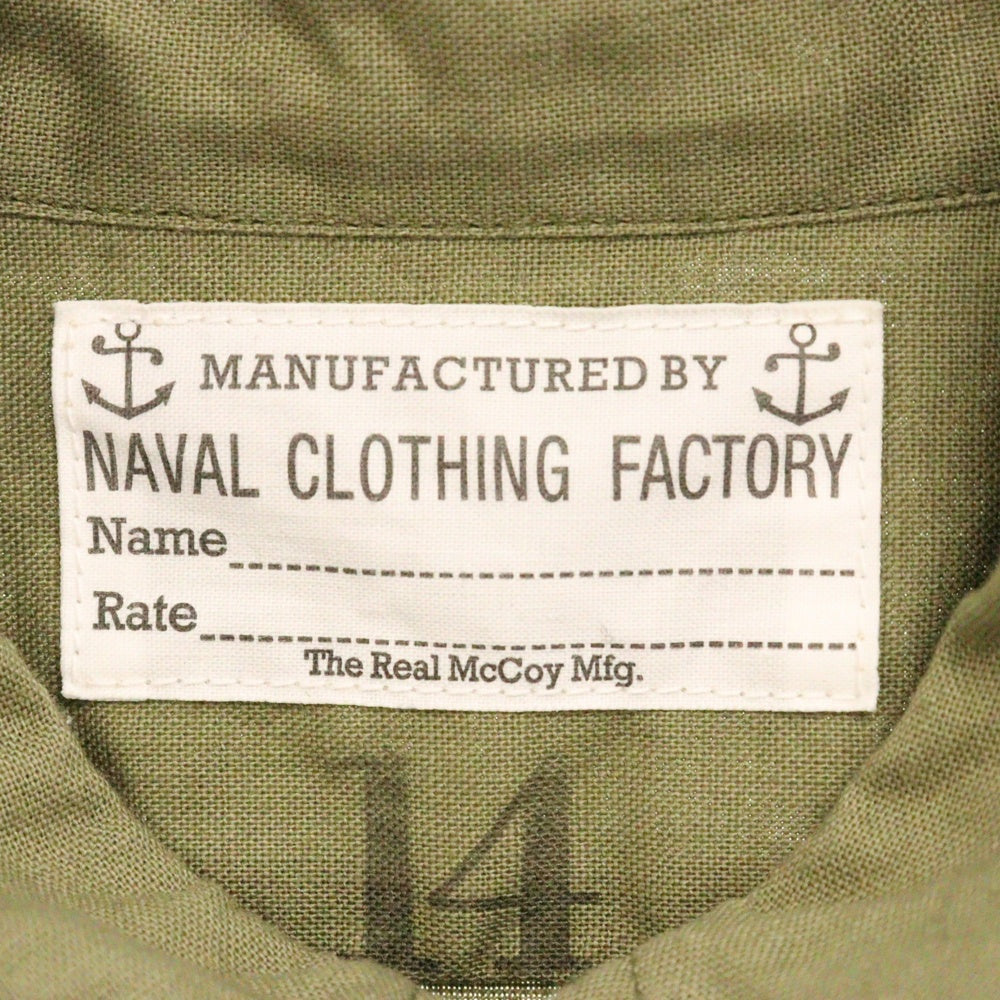 MANUFACTURED BY
NAVAL CLOTHING FACTORY
Name
Rate
The Real McCoy Mfg.
14